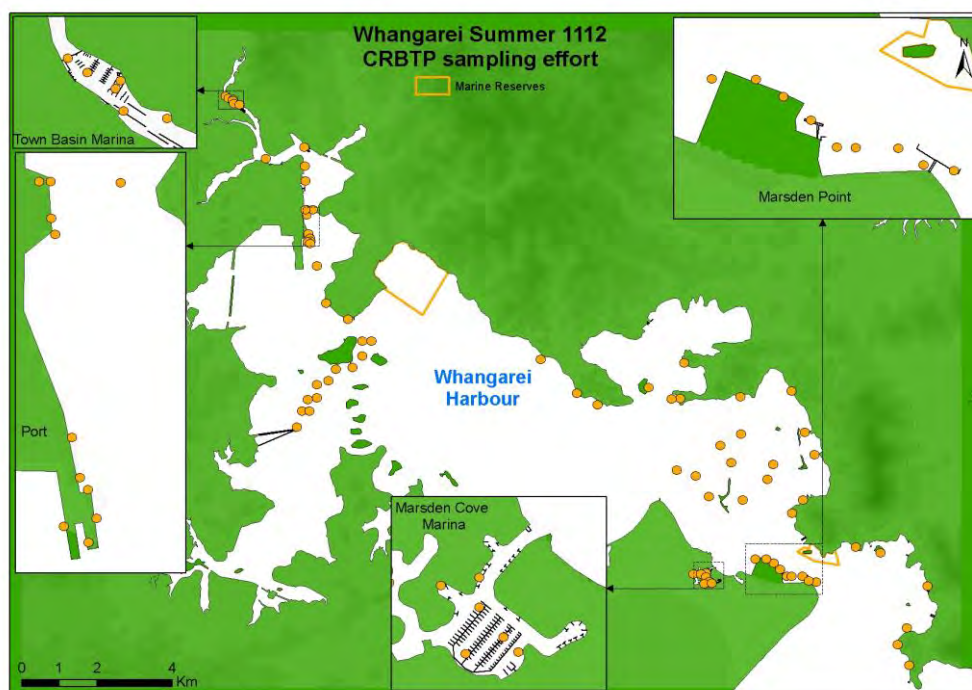 Whangarei Summer 1112
CRBTP sampling effort
Marine Reserves
N
Town Basin Marina
Marsden Point
Port
Whangarei
Harbour
Marsden Cove
Marina
0 1 2 4
Km